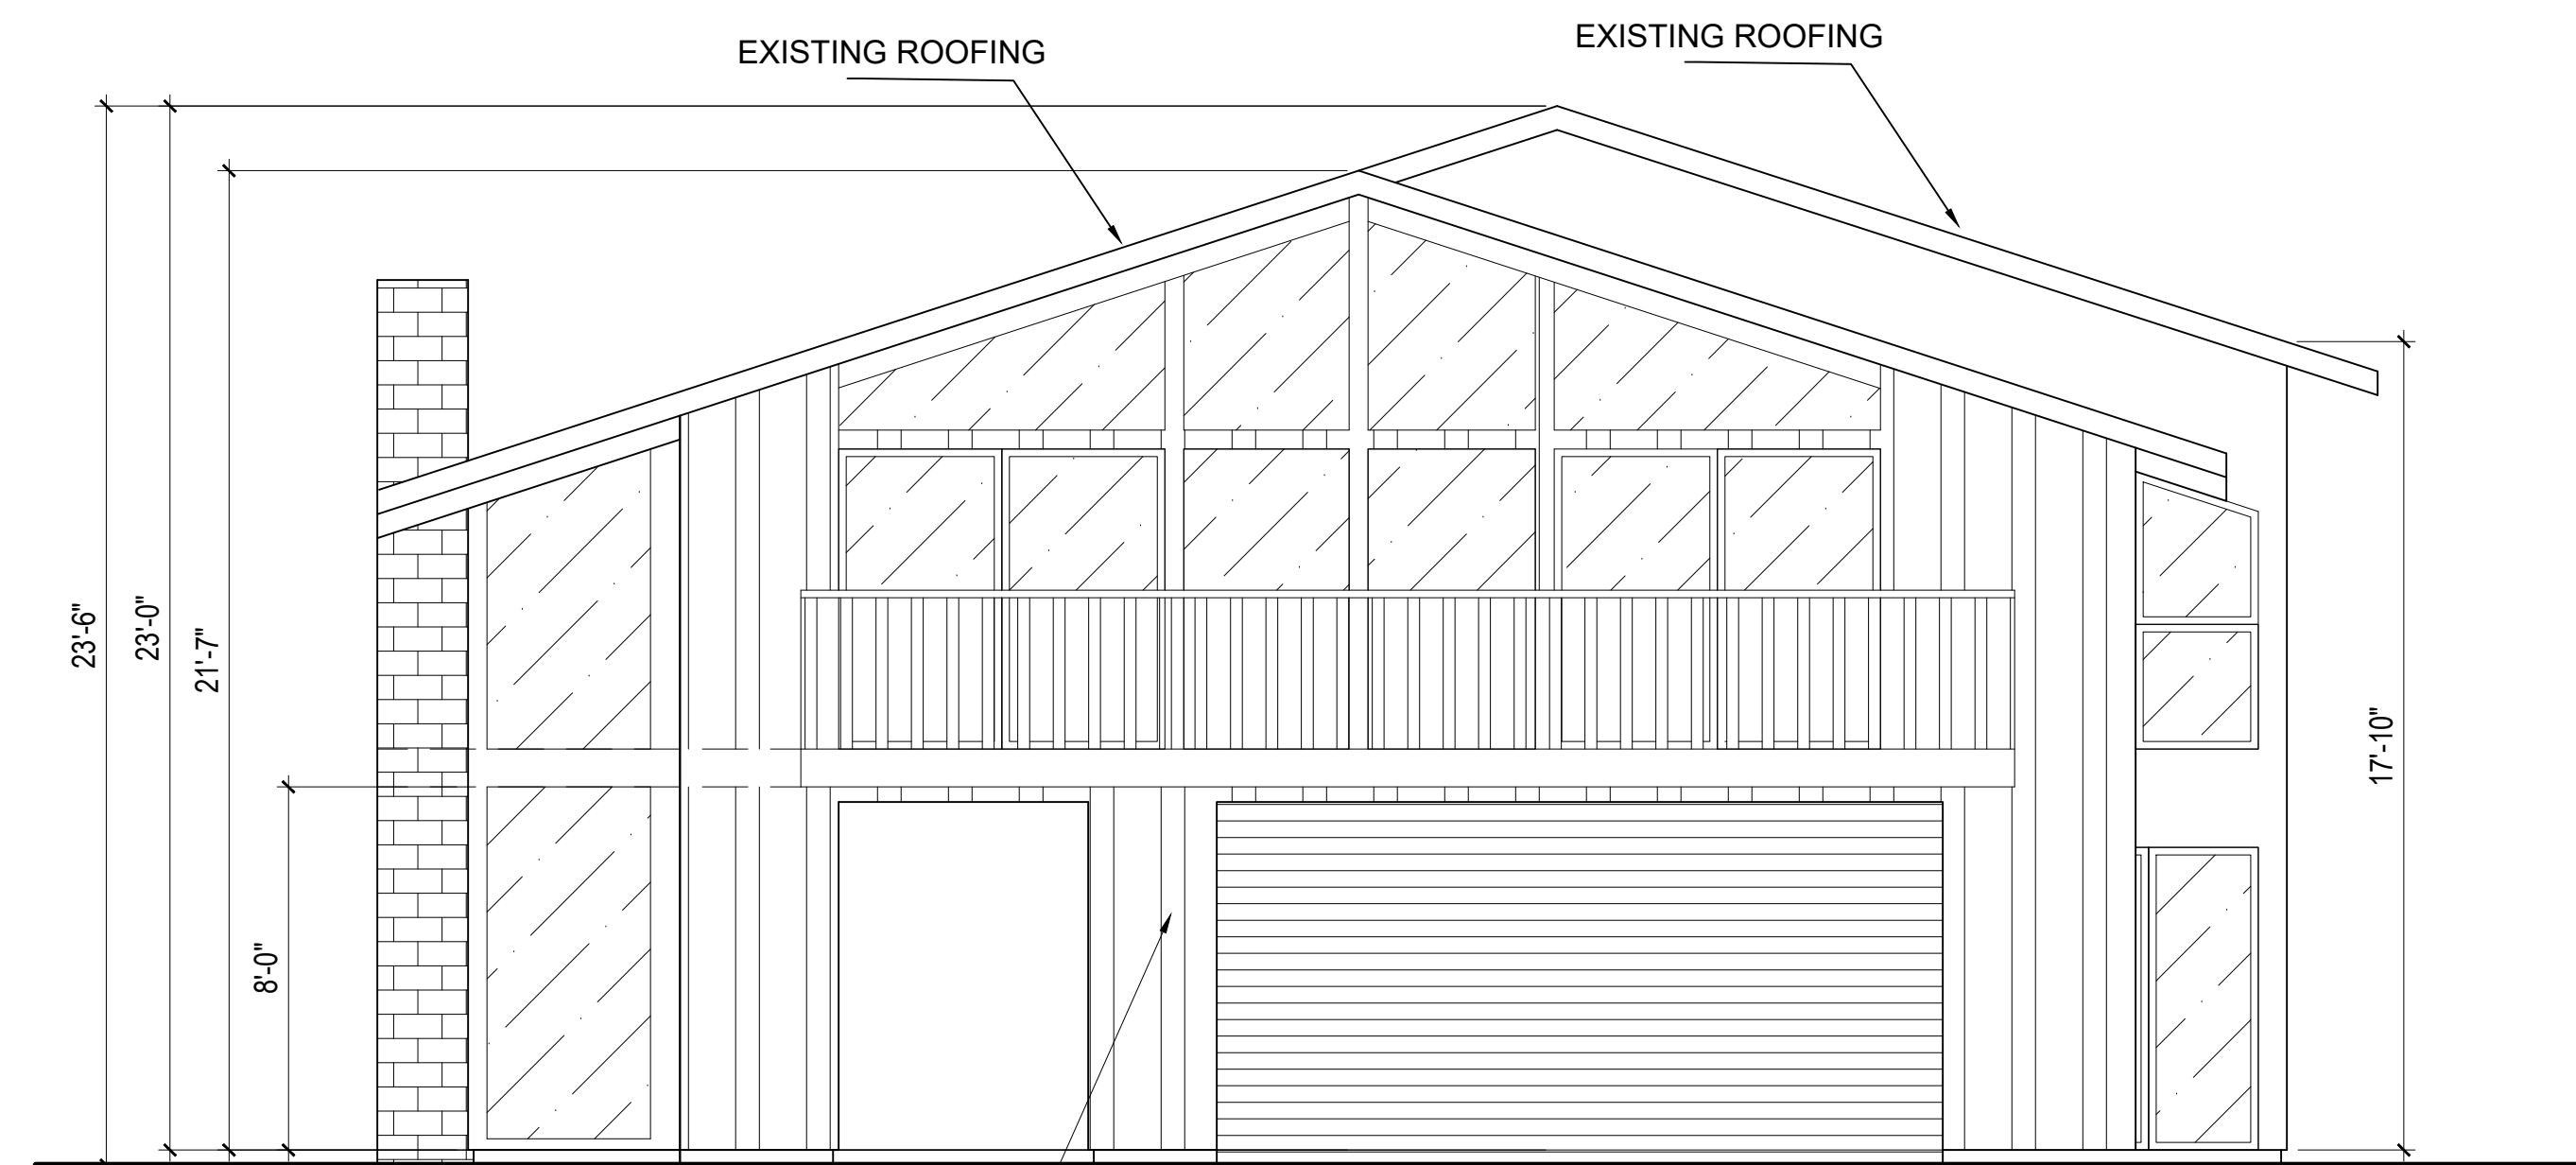 EXISTING ROOFING
EXISTING ROOFING
23'-6"
23'-0"
21'-7"
8'-0"
17'-10"